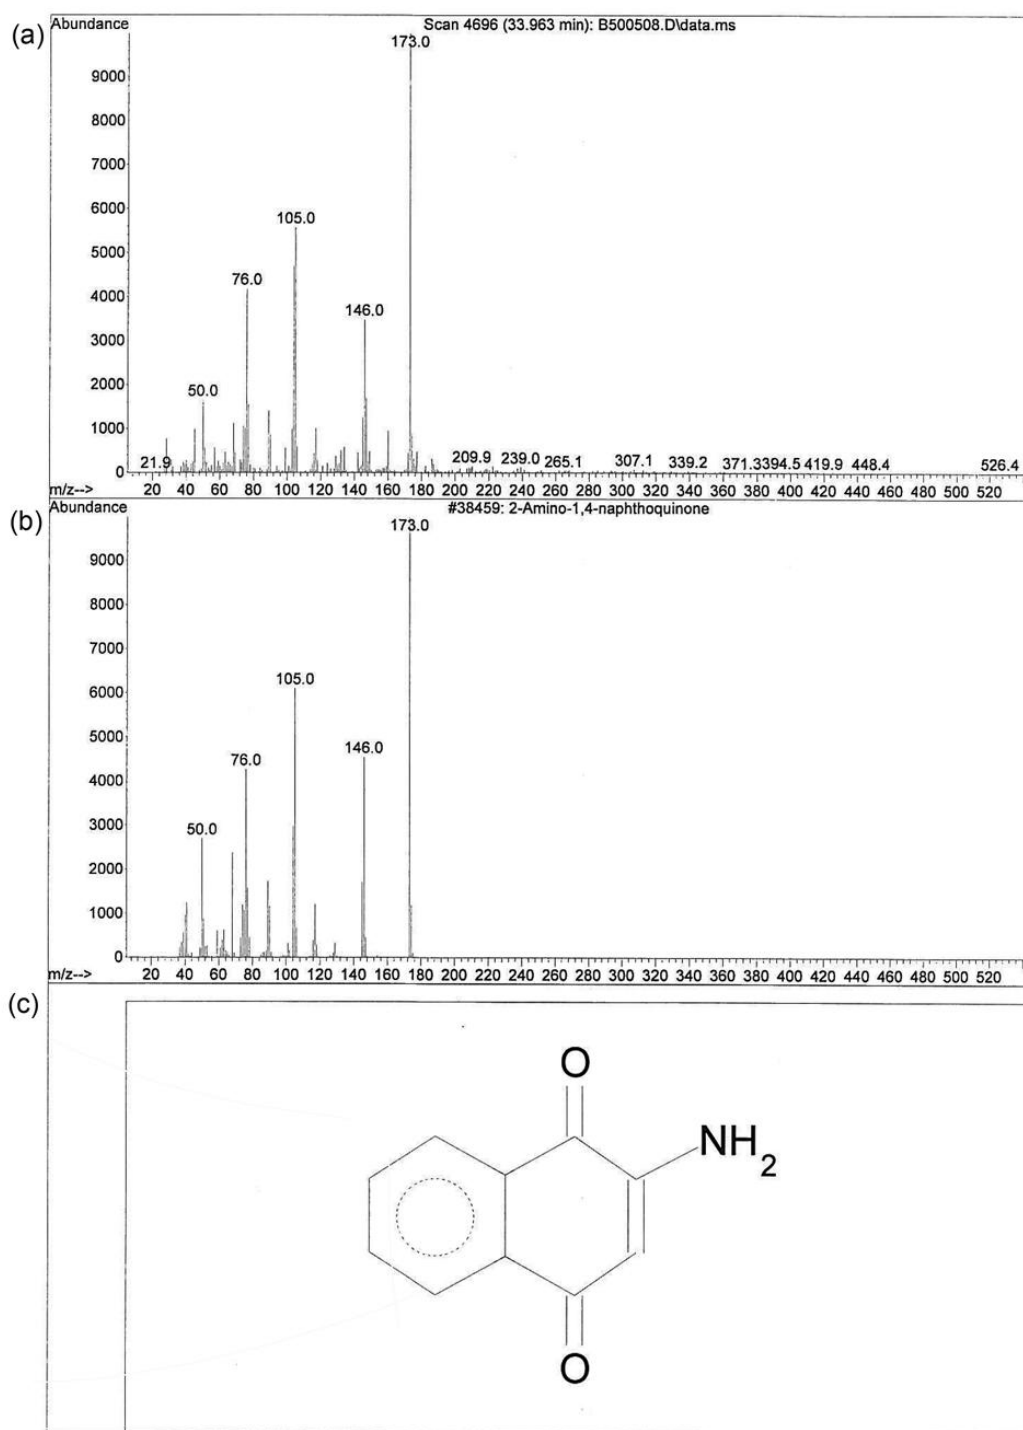 (a)
Abundance
Scan 4696 (33.963 min): B500508.D\data.ms
173.0
9000
8000
7000
6000
105.0
5000
76.0
4000
146.0
3000
50.0
2000
1000
21.9 209.9 239.0 265.1 307.1 339.2 371.3394.5 419.9 448.4 526.4
0
m/z-->
20 40 60 80 100 120 140 160 180 200 220 240 260 280 300 320 340 360 380 400 420 440 460 480 500 520
(b)
Abundance
#38459: 2-Amino-1,4-naphthoquinone
173.0
9000
8000
7000
105.0
6000
5000
146.0
76.0
4000
3000
50.0
2000
1000
0
m/z-->
20 40 60 80 100 120 140 160 180 200 220 240 260 280 300 320 340 360 380 400 420 440 460 480 500 520
(c)
O
NH2
O